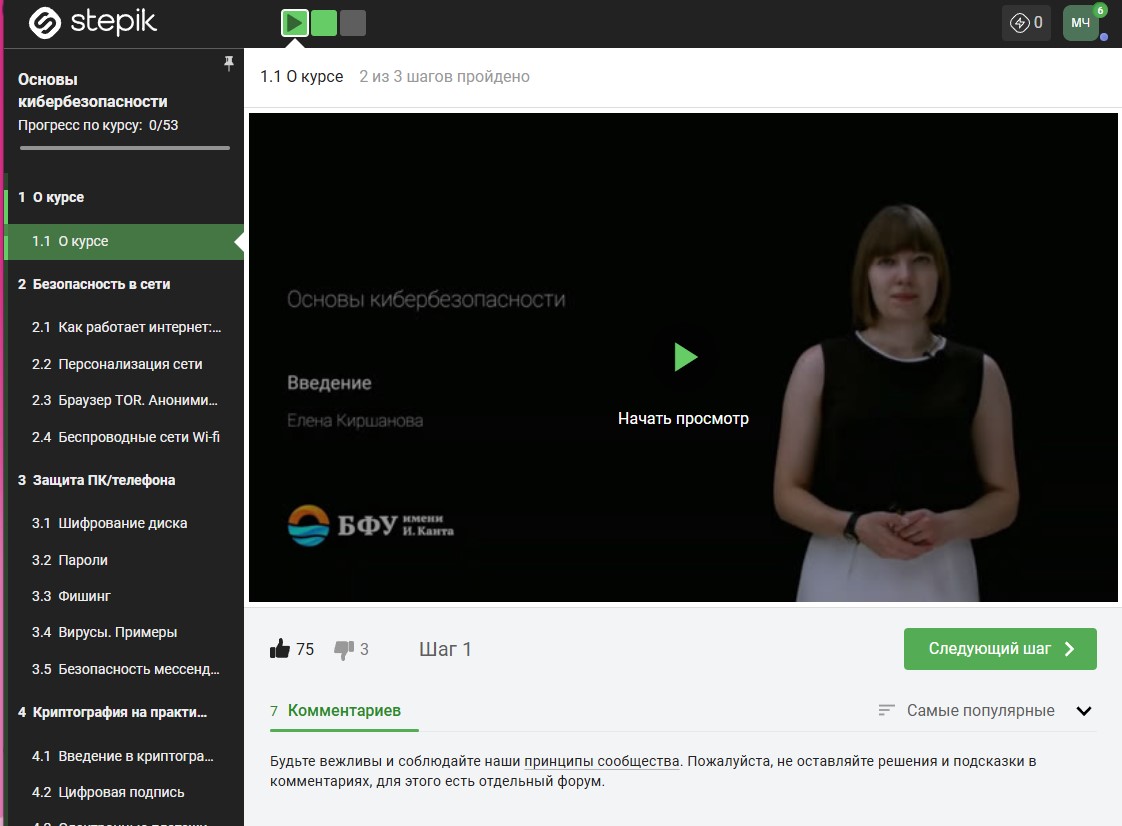 stepik
0
МЧ
6
Основы
кибербезопасности
Прогресс по курсу: 0/53
1 О курсе
1.1 О курсе
2 Безопасность в сети
2.1 Как работает интернет:...
2.2 Персонализация сети
2.3 Браузер TOR. Аноними...
2.4 Беспроводные сети Wi-fi
3 Защита ПК/телефона
3.1 Шифрование диска
3.2 Пароли
3.3 Фишинг
3.4 Вирусы. Примеры
3.5 Безопасность мессенд...
4 Криптография на практи...
4.1 Введение в криптогра...
4.2 Цифровая подпись
1.1 О курсе 2 из 3 шагов пройдено
Основы кибербезопасности
Введение
Елена Киршанова
Начать просмотр
БФУ имени
И. Канта
75 3 Шаг 1
Следующий шаг
7 Комментариев
Самые популярные
Будьте вежливы и соблюдайте наши принципы сообщества. Пожалуйста, не оставляйте решения и подсказки в
комментариях, для этого есть отдельный форум.